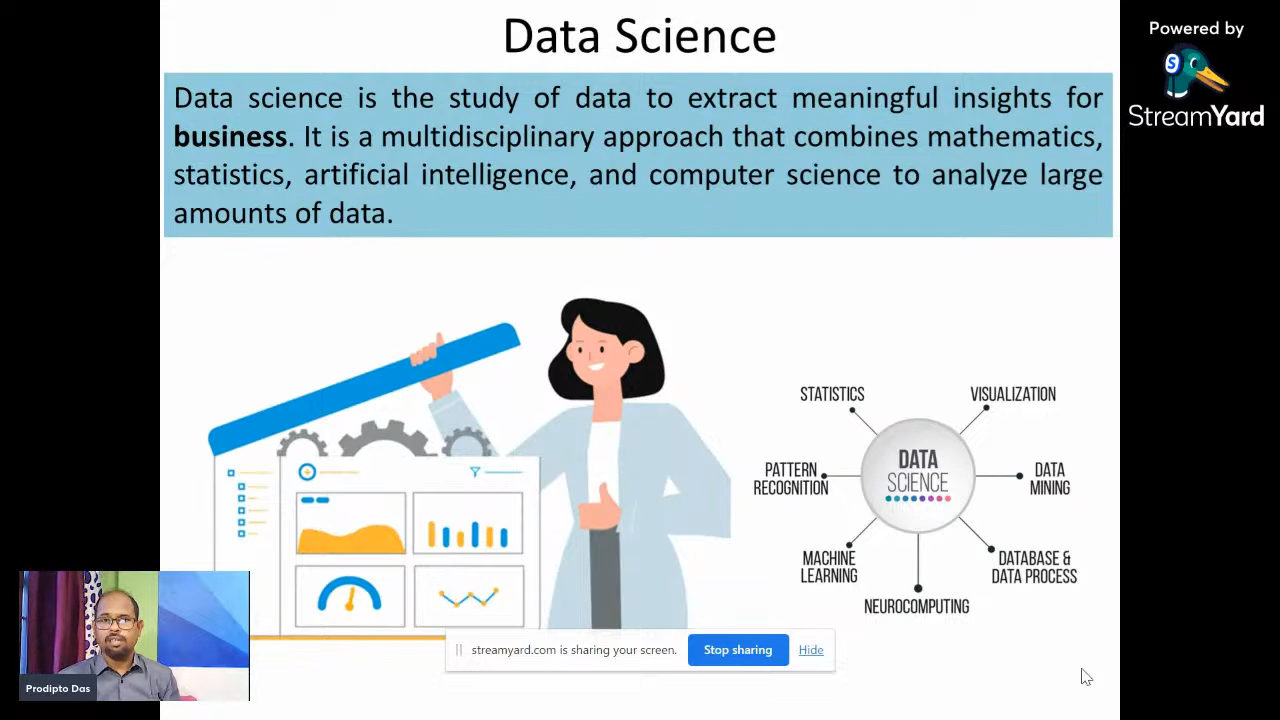 Data Science
Powered by
StreamYard
Data science is the study of data to extract meaningful insights for
business. It is a multidisciplinary approach that combines mathematics,
statistics, artificial intelligence, and computer science to analyze large
amounts of data.
STATISTICS
VISUALIZATION
PATTERN
RECOGNITION
DATA
SCIENCE
DATA
MINING
MACHINE
LEARNING
DATABASE &
DATA PROCESS
NEUROCOMPUTING
streamyard.com is sharing your screen.
Stop sharing
Hide
Prodipto Das